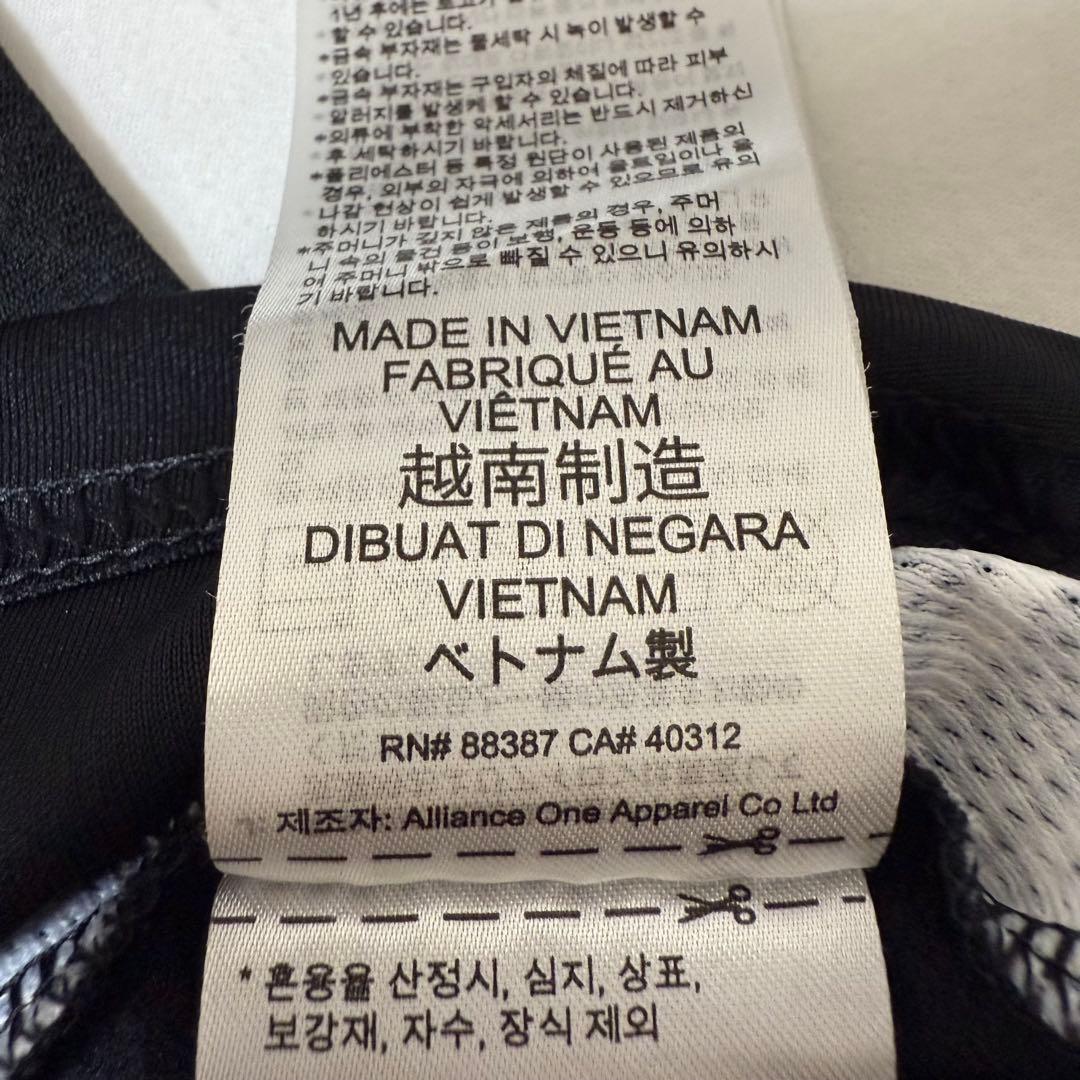 1년 후에는 로고가
할 수 있습니다.
*금속 부자재는 물세탁 시 녹이 발생할 수
있습니다.
*금속 부자재는 구입자의 체질에 따라 피부
알러지를 발생케 할 수 있습니다.
*의류에 부착한 악세서리는 반드시 제거하신
후 세탁하시기 바랍니다.
*폴리에스터 등 특정 원단이 사용된 제품의
경우, 외부의 자극에 의하여 올트임이나 올
나감 현상이 쉽게 발생할 수 있으므로 유의
하시기 바랍니다.
*주머니가 깊지 않은 제품의 경우, 주머
니 속의 물건 등이 보행, 운동 등에 의하
여 주머니 밖으로 빠질 수 있으니 유의하시
기 바랍니다.
MADE IN VIETNAM
FABRIQUÉ AU
VIÊTNAM
越南制造
DIBUAT DI NEGARA
VIETNAM
ベトナム製
RN# 88387 CA# 40312
제조자: Alliance One Apparel Co Ltd
* 혼용율 산정시, 심지, 상표,
보강재, 자수, 장식 제외